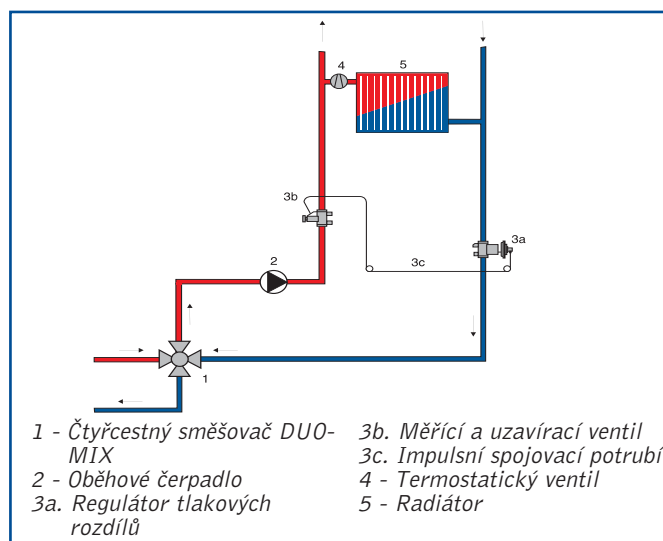 4
5
3b
3a
2
3c
1
1 - Čtyřcestný směšovač DUO-
MIX
2 - Oběhové čerpadlo
3a. Regulátor tlakových
rozdílů
3b. Měřící a uzavírací ventil
3c. Impulsní spojovací potrubí
4 - Termostatický ventil
5 - Radiátor